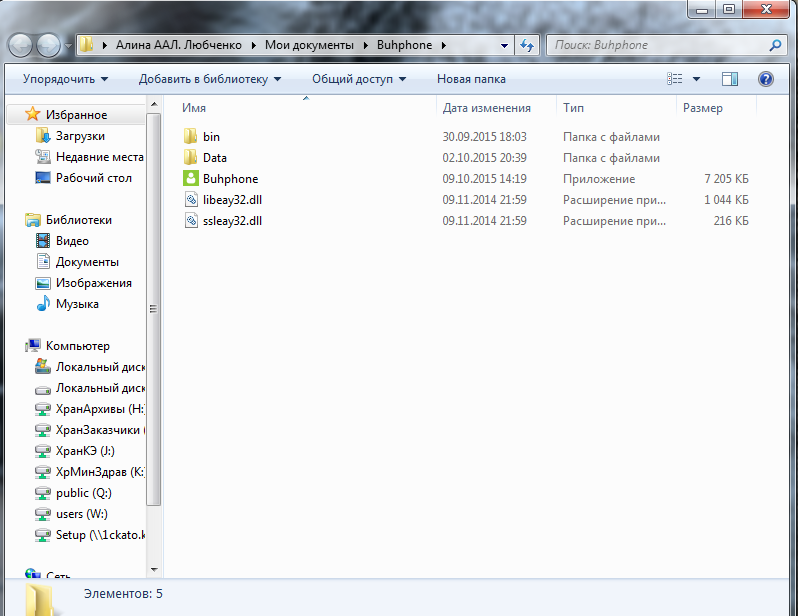 Алина ААЛ. Любченко ▸ Мои документы ▸ Buhphone ▸
Поиск: Buhphone
Упорядочить Добавить в библиотеку Общий доступ Новая папка
Имя Дата изменения Тип Размер
bin 30.09.2015 18:03 Папка с файлами
Data 02.10.2015 20:39 Папка с файлами
Buhphone 09.10.2015 14:19 Приложение 7 205 КБ
libeay32.dll 09.11.2014 21:59 Расширение при... 1 044 КБ
ssleay32.dll 09.11.2014 21:59 Расширение при... 216 КБ
Избранное
Загрузки
Недавние места
Рабочий стол
Библиотеки
Видео
Документы
Изображения
Музыка
Компьютер
Локальный диск
Локальный диск
ХранАрхивы (H:)
ХранЗаказчики (
ХранКЭ (J:)
ХрМинЗдрав (K:
public (Q:)
users (W:)
Setup (\\1ckato.k
Сеть
Элементов: 5